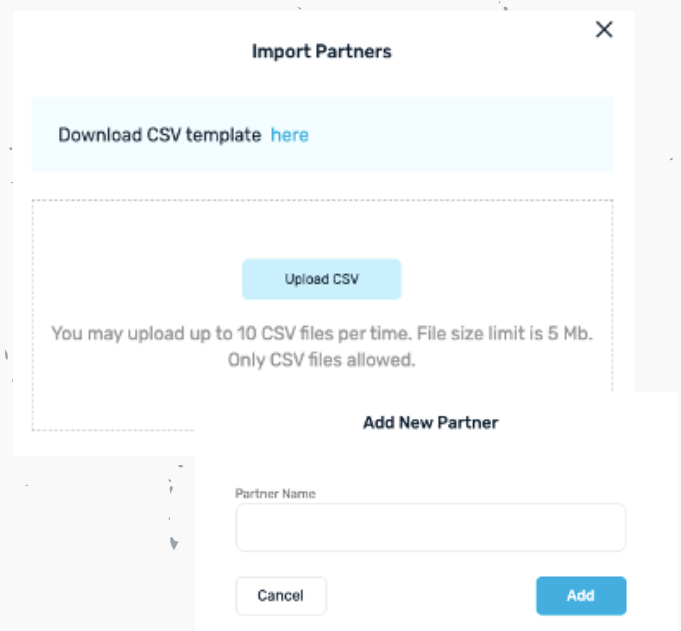 Import Partners
Download CSV template here
Upload CSV
You may upload up to 10 CSV files per time. File size limit is 5 Mb.
Only CSV files allowed.
Add New Partner
Partner Name
Cancel
Add